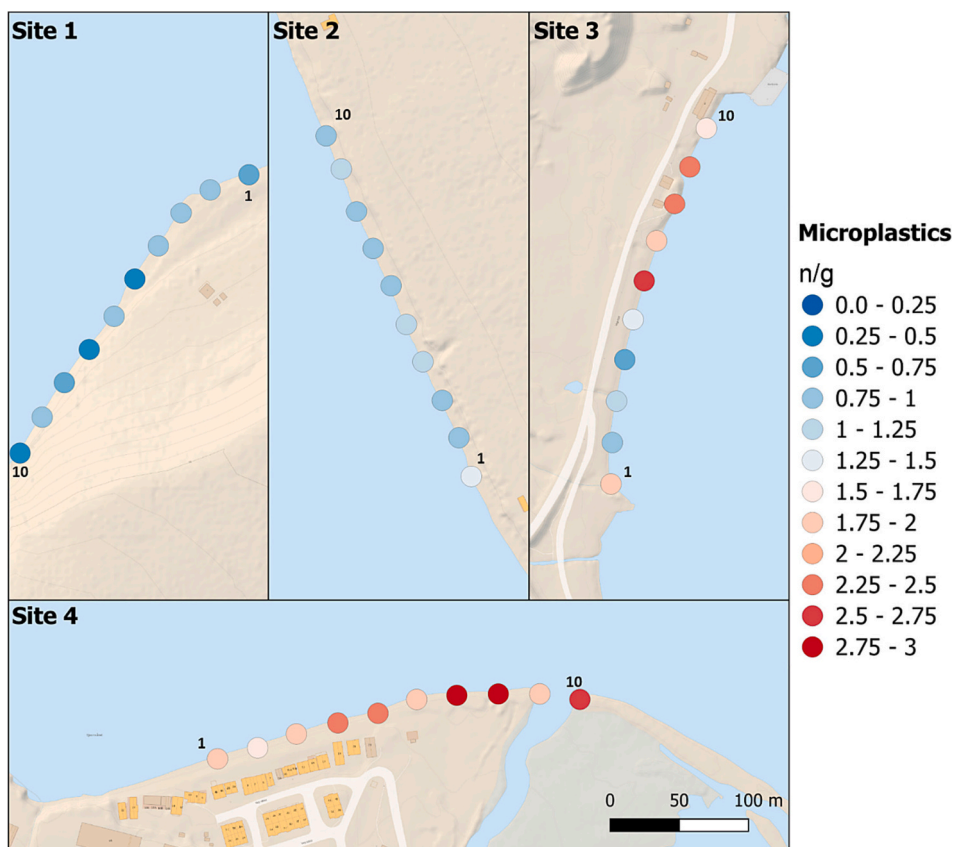 Site 1
Site 2
Site 3
10
10
1
10
1
1
Microplastics
n/g
0.0 - 0.25
0.25 - 0.5
0.5 - 0.75
0.75 - 1
1 - 1.25
1.25 - 1.5
1.5 - 1.75
1.75 - 2
2 - 2.25
2.25 - 2.5
2.5 - 2.75
2.75 - 3
Site 4
10
1
0 50 100 m